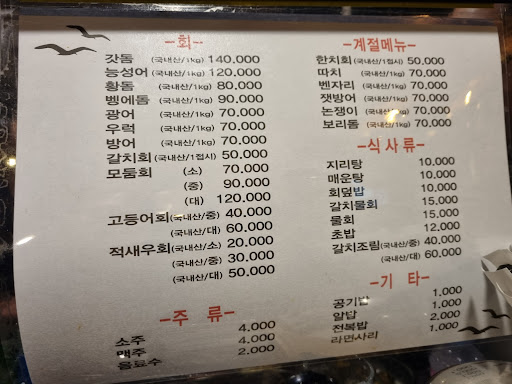 -회-
갓돔 (국내산/1kg) 140,000
능성어 (국내산/1kg) 120,000
황돔 (국내산/1kg) 80,000
벵에돔 (국내산/1kg) 90,000
광어 (국내산/1kg) 70,000
우럭 (국내산/1kg) 70,000
방어 (국내산/1kg) 70,000
갈치회 (국내산/1접시) 50,000
모둠회 (소) 70,000
(중) 90,000
(대) 120,000
고등어회(국내산/중) 40,000
(국내산/대) 60,000
적새우회(국내산/소) 20,000
(국내산/중) 30,000
(국내산/대) 50,000
-주 류-
소주 4,000
맥주 4,000
음료수 2,000
-계절메뉴-
한치회 (국내산/1접시) 50,000
따치 (국내산/1kg) 70,000
벤자리 (국내산/1kg) 70,000
잿방어 (국내산/1kg) 70,000
논쟁이 (국내산/1kg) 70,000
보리돔 (국내산/1kg) 70,000
-식 사 류-
지리탕 10,000
매운탕 10,000
회덮밥 10,000
갈치물회 15,000
물회 15,000
초밥 12,000
갈치조림(국내산/중) 40,000
(국내산/대) 60,000
-기 타-
공기밥 1,000
알밥 1,000
전복밥 2,000
라면사리 1,000